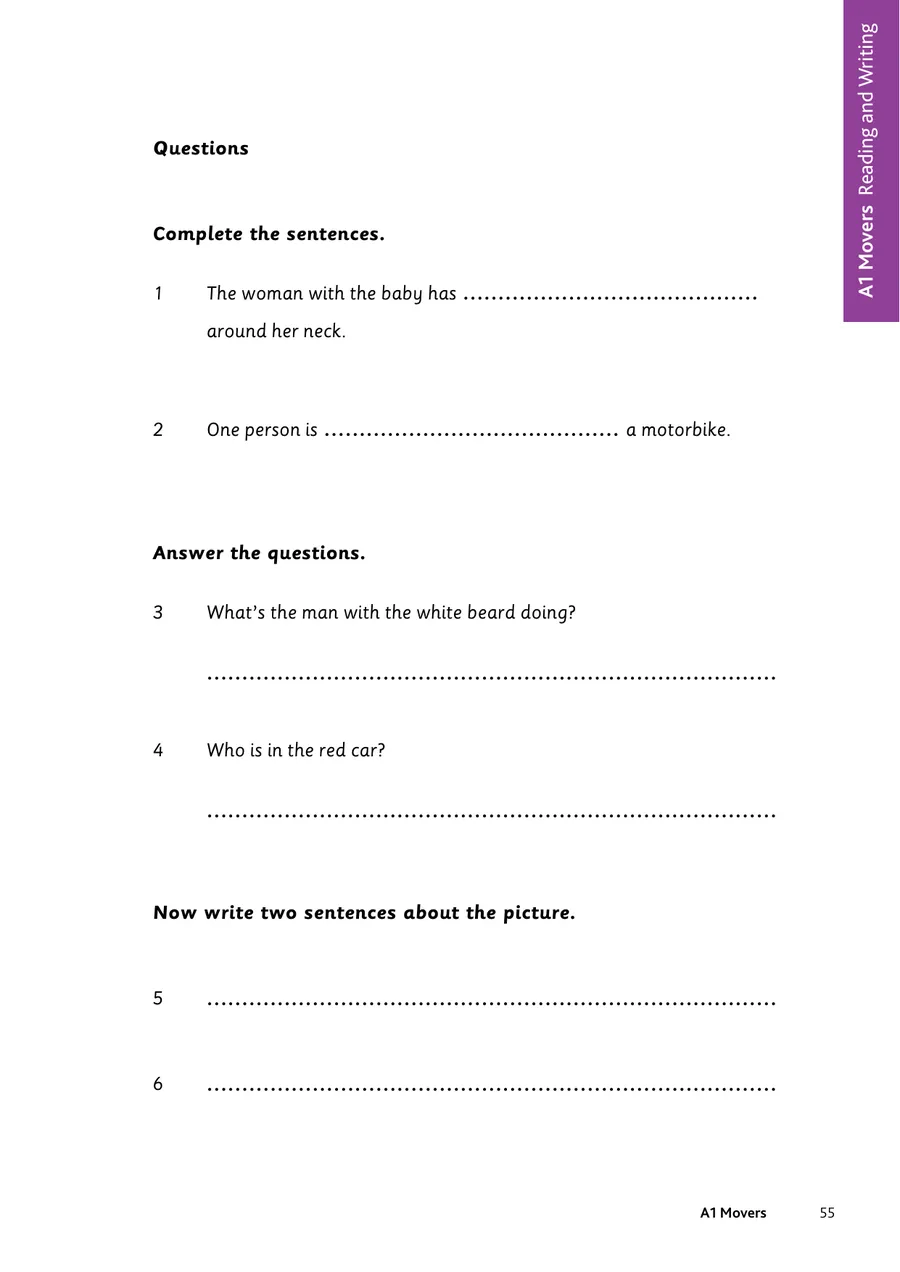 A1 Movers Reading and Writing
Questions
Complete the sentences.
1 The woman with the baby has ..........................................
around her neck.
2 One person is .......................................... a motorbike.
Answer the questions.
3 What's the man with the white beard doing?
.................................................................................
4 Who is in the red car?
.................................................................................
Now write two sentences about the picture.
5 .................................................................................
6 .................................................................................
A1 Movers 55